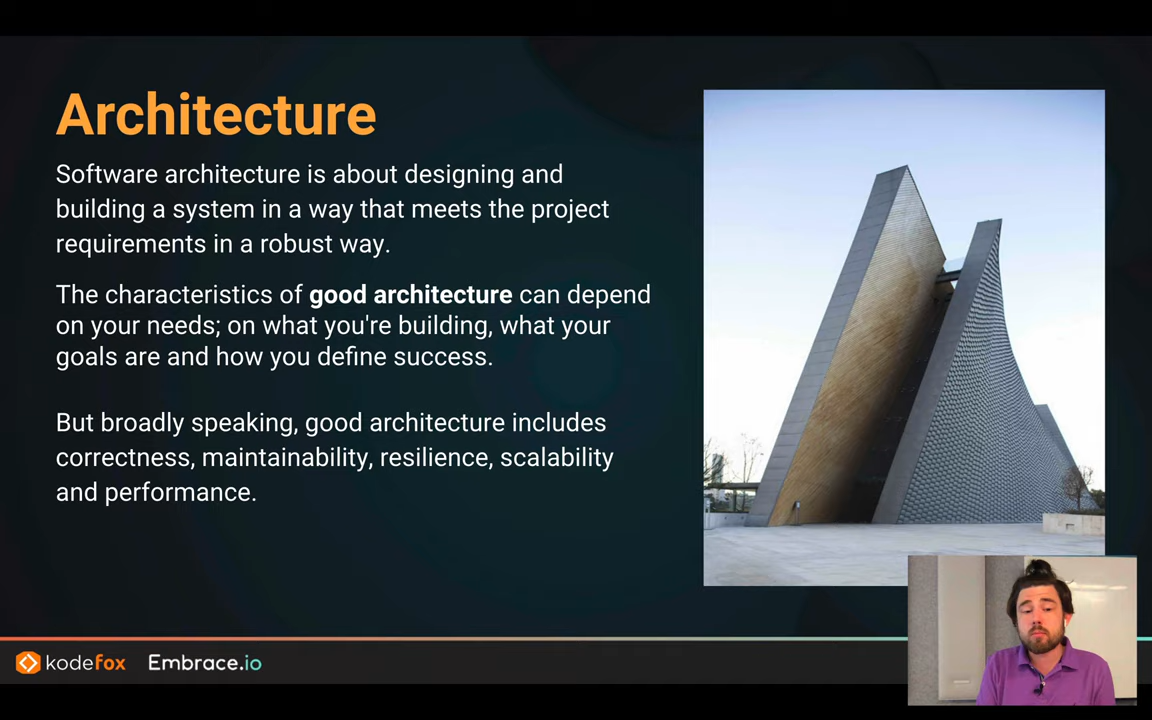 Architecture
Software architecture is about designing and
building a system in a way that meets the project
requirements in a robust way.
The characteristics of good architecture can depend
on your needs; on what you're building, what your
goals are and how you define success.
But broadly speaking, good architecture includes
correctness, maintainability, resilience, scalability
and performance.
kodefox Embrace.io